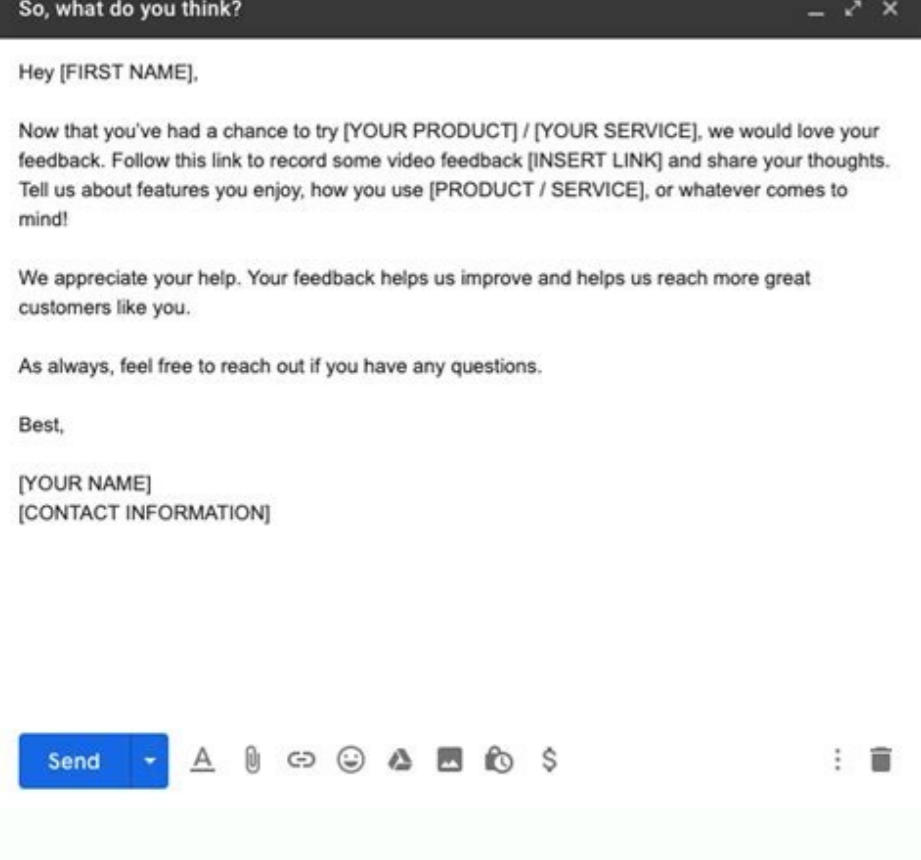 So, what do you think?
Hey [FIRST NAME],
Now that you've had a chance to try [YOUR PRODUCT] / [YOUR SERVICE], we would love your
feedback. Follow this link to record some video feedback [INSERT LINK] and share your thoughts.
Tell us about features you enjoy, how you use [PRODUCT / SERVICE], or whatever comes to
mind!
We appreciate your help. Your feedback helps us improve and helps us reach more great
customers like you.
As always, feel free to reach out if you have any questions.
Best,
[YOUR NAME]
[CONTACT INFORMATION]
Send